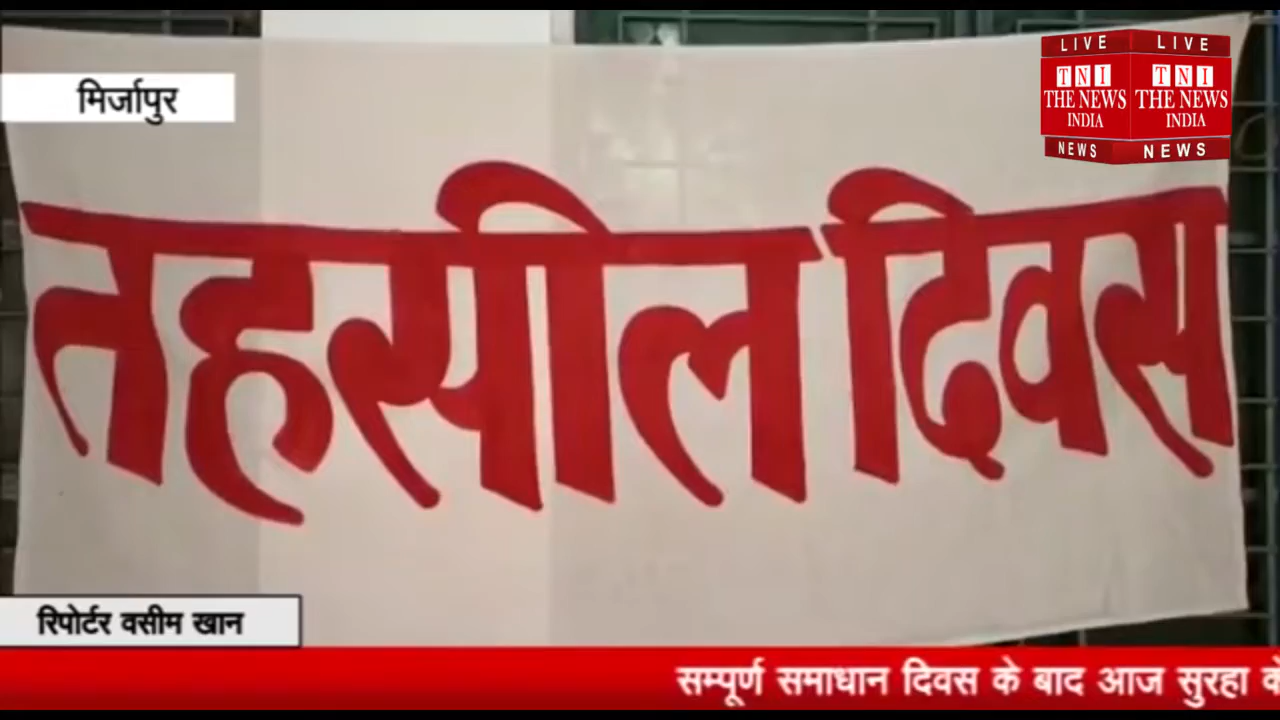 मिर्जापुर
LIVE LIVE
TNI TNI
THE NEWS THE NEWS
INDIA INDIA
NEWS NEWS
तहसील दिवस
रिपोर्टर वसीम खान
सम्पूर्ण समाधान दिवस के बाद आज सुरहा के